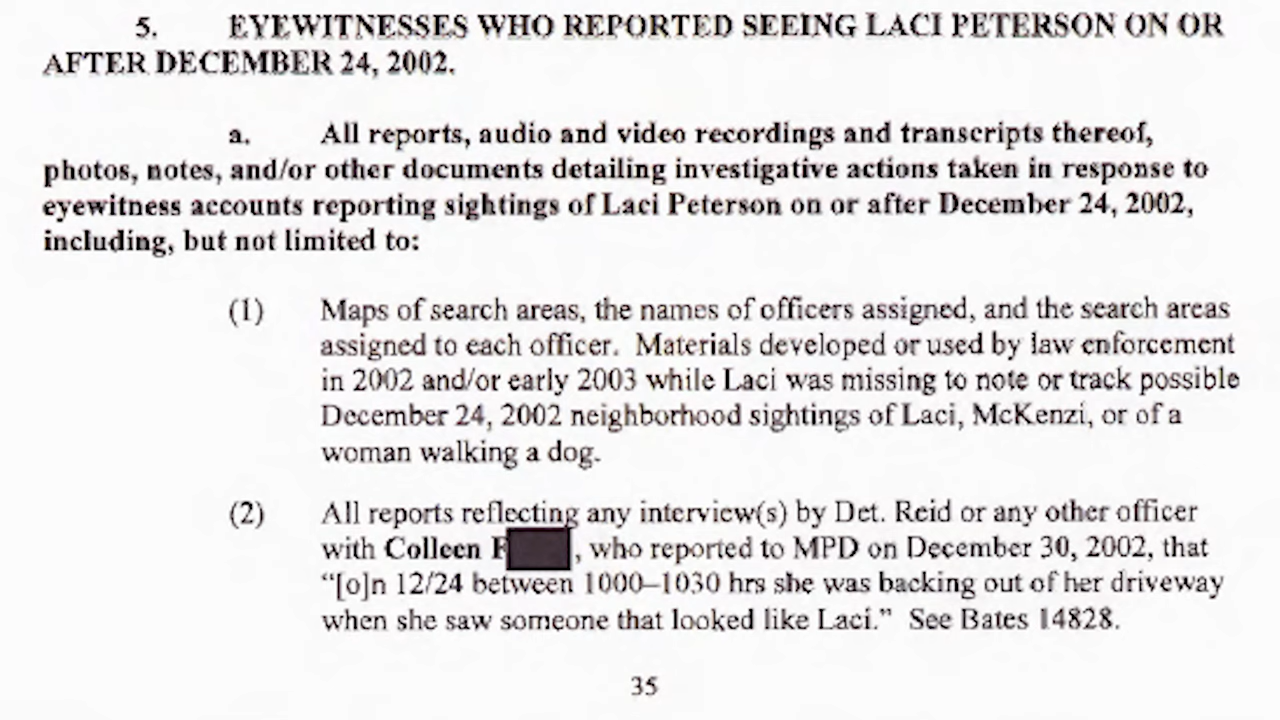 5. EYEWITNESSES WHO REPORTED SEEING LACI PETERSON ON OR
AFTER DECEMBER 24, 2002.
a. All reports, audio and video recordings and transcripts thereof,
photos, notes, and/or other documents detailing investigative actions taken in response to
eyewitness accounts reporting sightings of Laci Peterson on or after December 24, 2002,
including, but not limited to:
(1) Maps of search areas, the names of officers assigned, and the search areas
assigned to each officer. Materials developed or used by law enforcement
in 2002 and/or early 2003 while Laci was missing to note or track possible
December 24, 2002 neighborhood sightings of Laci, McKenzi, or of a
woman walking a dog.
(2) All reports reflecting any interview(s) by Det. Reid or any other officer
with Colleen , who reported to MPD on December 30, 2002, that
“[o]n 12/24 between 1000–1030 hrs she was backing out of her driveway
when she saw someone that looked like Laci.” See Bates 14828.
35